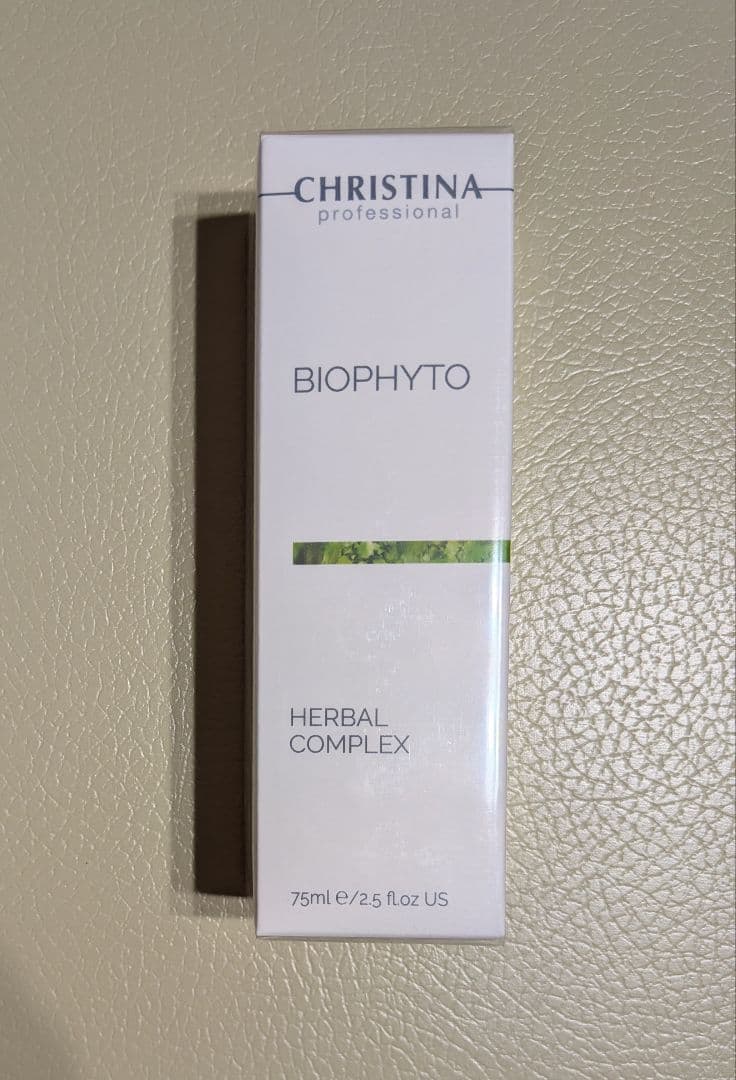 CHRISTINA
professional
BIOPHYTO
HERBAL
COMPLEX
75ml e/2.5 fl.oz US